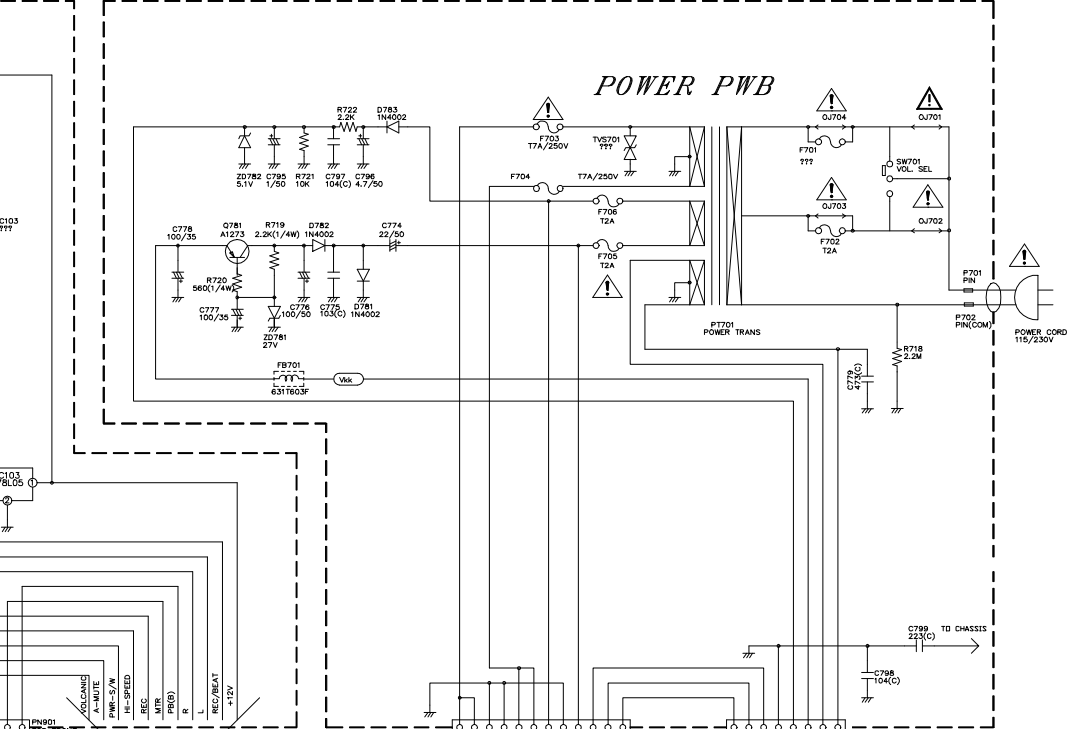 POWER PWB
R722
2.2K
D783
1N4002
F703
T7A/250V
TVS701
???
OJ704
F701
???
OJ701
SW701
VOL. SEL
ZD782
5.1V
C795
1/50
R721
10K
C797
104(C)
C796
4.7/50
F704
T7A/250V
OJ703
OJ702
F706
T2A
F702
T2A
C103
???
C778
100/35
Q781
A1273
R719
2.2K(1/4W)
D782
1N4002
C774
22/50
F705
T2A
R720
560(1/4W)
C777
100/35
C776
100/50
C775
103(C)
D781
1N4002
ZD781
27V
P701
PIN
P702
PIN(COM)
POWER CORD
115/230V
PT701
POWER TRANS
R718
2.2M
C779
473(C)
FB701
631T603F
Vkk
C103
78L05
1
2
C799
223(C)
TO CHASSIS
C798
104(C)
VOLCANIC
A-MUTE
PWR-S/W
HI-SPEED
REC
MTR
PB(B)
R
L
REC/BEAT
+12V
PN901